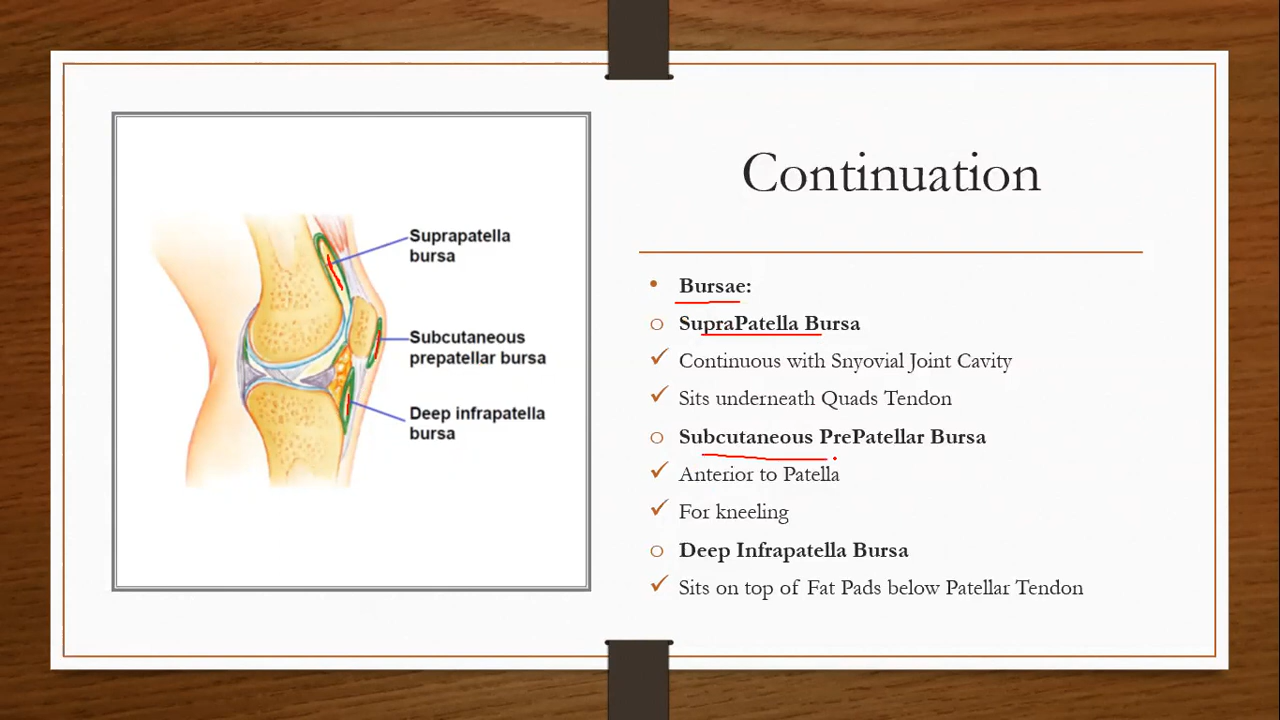 Suprapatella
bursa
Subcutaneous
prepatellar bursa
Deep infrapatella
bursa
Continuation
• Bursae:
o SupraPatella Bursa
✓ Continuous with Snyovial Joint Cavity
✓ Sits underneath Quads Tendon
o Subcutaneous PrePatellar Bursa
✓ Anterior to Patella
✓ For kneeling
o Deep Infrapatella Bursa
✓ Sits on top of Fat Pads below Patellar Tendon